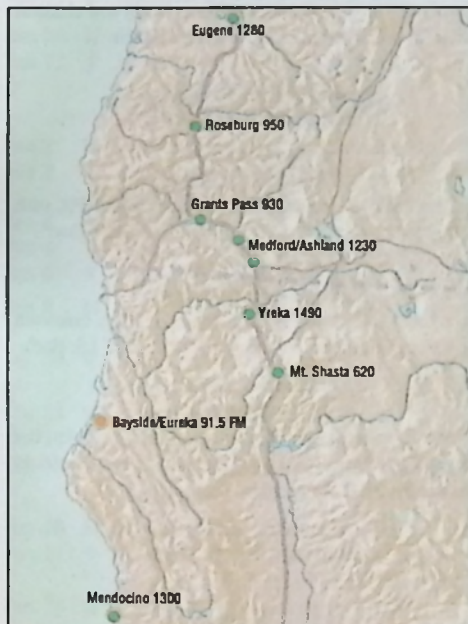 Eugene 1280
Roseburg 950
Grants Pass 930
Medford/Ashland 1230
Yreka 1490
Mt. Shasta 620
Bayside/Eureka 91.5 FM
Mendocino 1300